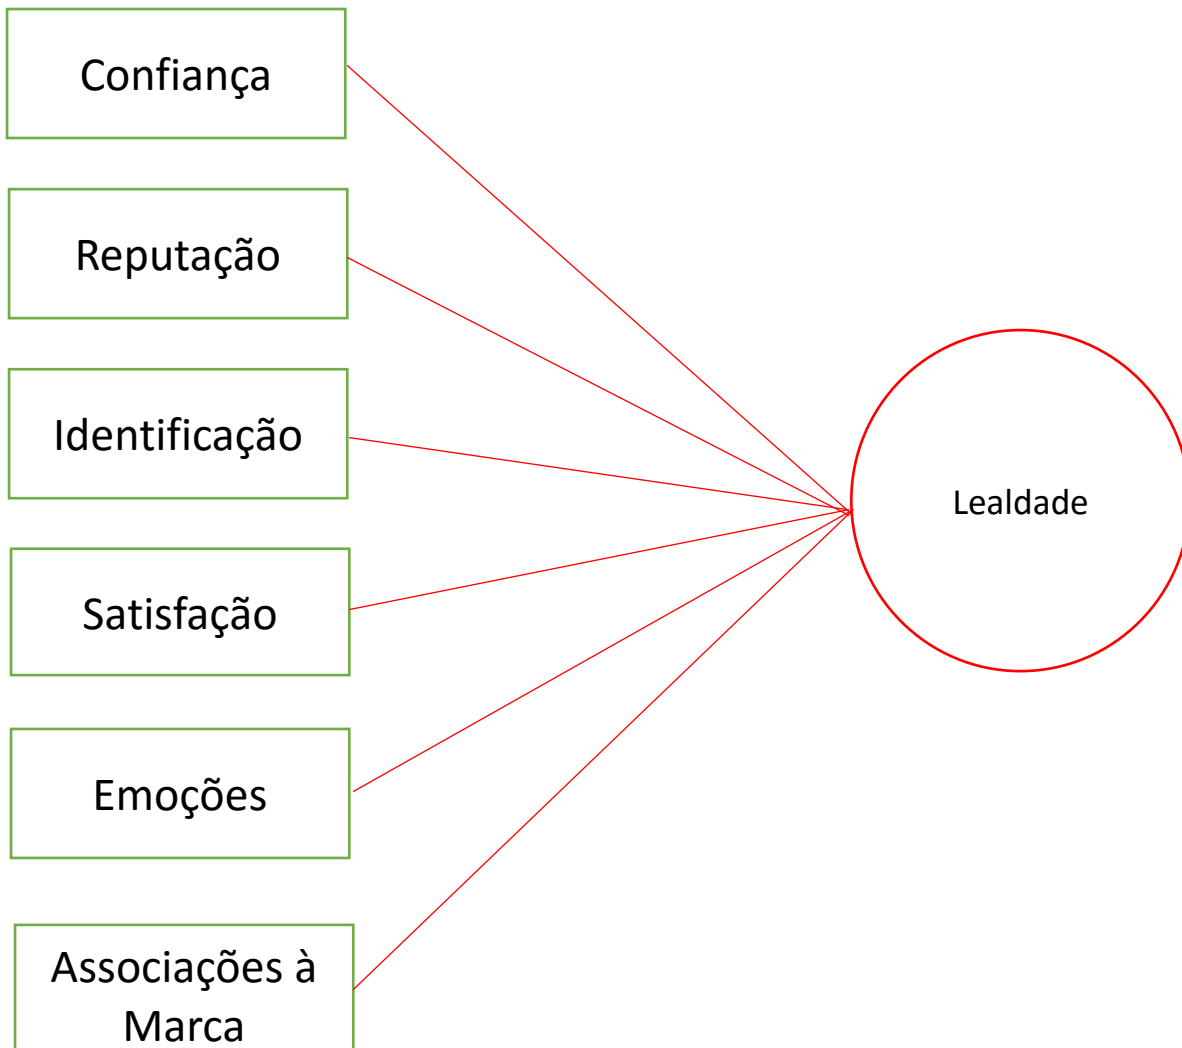 Confiança
Reputação
Identificação
Lealdade
Satisfação
Emoções
Associações à
Marca